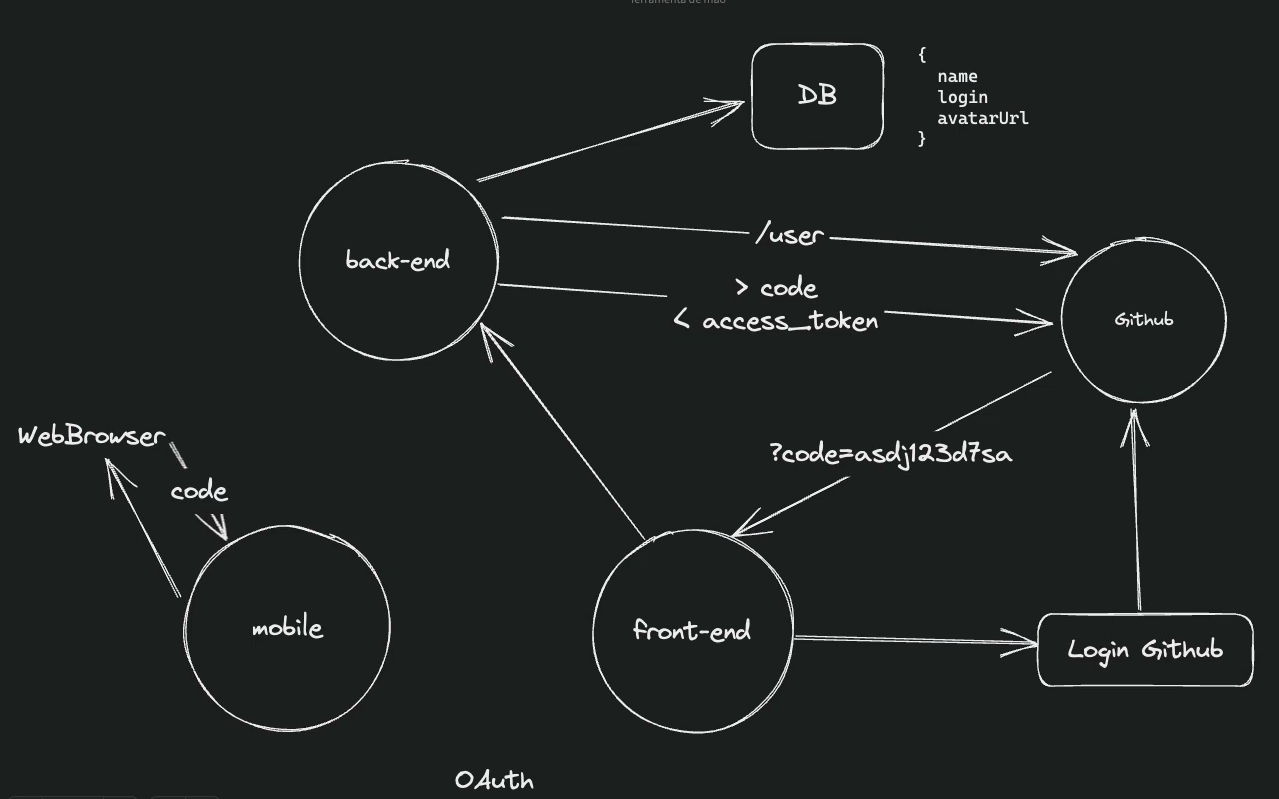 ferramenta de mão
DB
{
name
login
avatarUrl
}
/user
back-end
> code
< access_token
Github
WebBrowser
?code=asdj123d7sa
code
mobile
front-end
Login Github
OAuth